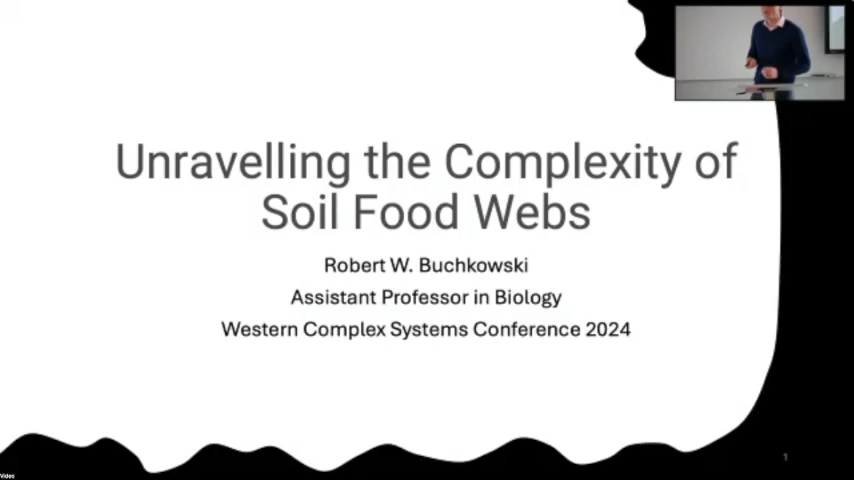 Unravelling the Complexity of
Soil Food Webs
Robert W. Buchkowski
Assistant Professor in Biology
Western Complex Systems Conference 2024
1
Video